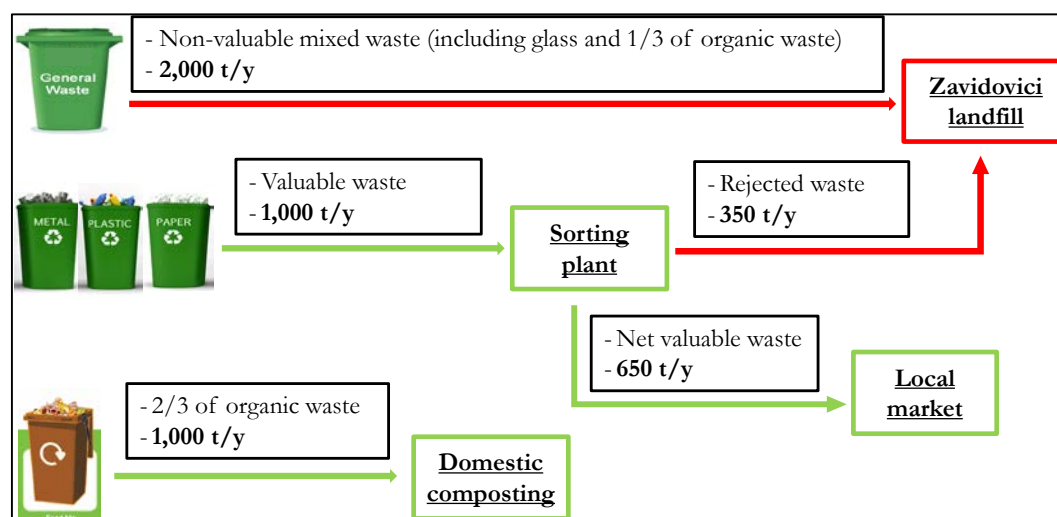 - Non-valuable mixed waste (including glass and 1/3 of organic waste)
- 2,000 t/y
General
Waste
Zavidovici
landfill
- Valuable waste
- 1,000 t/y
- Rejected waste
- 350 t/y
METAL
PLASTIC
PAPER
Sorting
plant
- Net valuable waste
- 650 t/y
Local
market
- 2/3 of organic waste
- 1,000 t/y
Domestic
composting